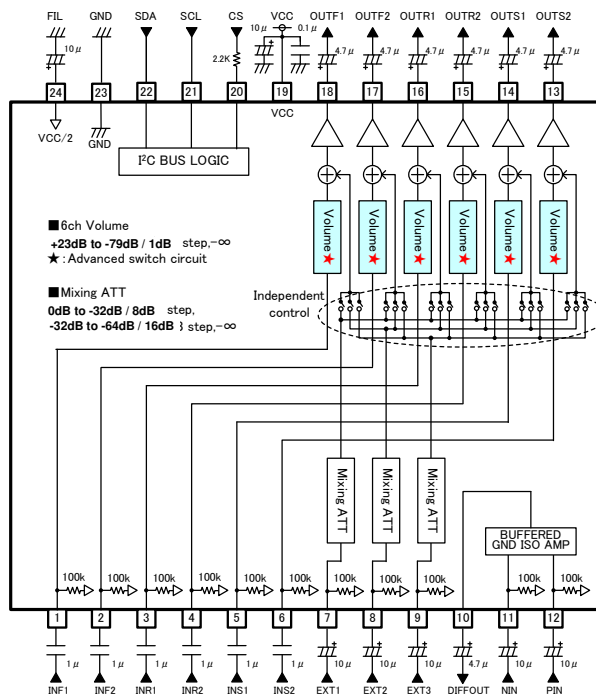 FIL GND SDA SCL CS VCC OUTF1 OUTF2 OUTR1 OUTR2 OUTS1 OUTS2
10μ 0.1μ
10μ 2.2K 4.7μ 4.7μ 4.7μ 4.7μ 4.7μ 4.7μ
24 23 22 21 20 19 18 17 16 15 14 13
VCC
VCC/2 GND
I²C BUS LOGIC
■6ch Volume
+23dB to -79dB / 1dB step,-∞
★:Advanced switch circuit
Volume★ Volume★ Volume★ Volume★ Volume★ Volume★
■Mixing ATT
0dB to -32dB / 8dB step,
-32dB to -64dB / 16dB step,-∞
Independent
control
Mixing ATT Mixing ATT Mixing ATT
BUFFERED
GND ISO AMP
100k 100k 100k 100k 100k 100k 100k 100k 100k 100k 100k
1 2 3 4 5 6 7 8 9 10 11 12
1μ 1μ 1μ 1μ 1μ 1μ 10μ 10μ 10μ 4.7μ 10μ 10μ
INF1 INF2 INR1 INR2 INS1 INS2 EXT1 EXT2 EXT3 DIFFOUT NIN PIN